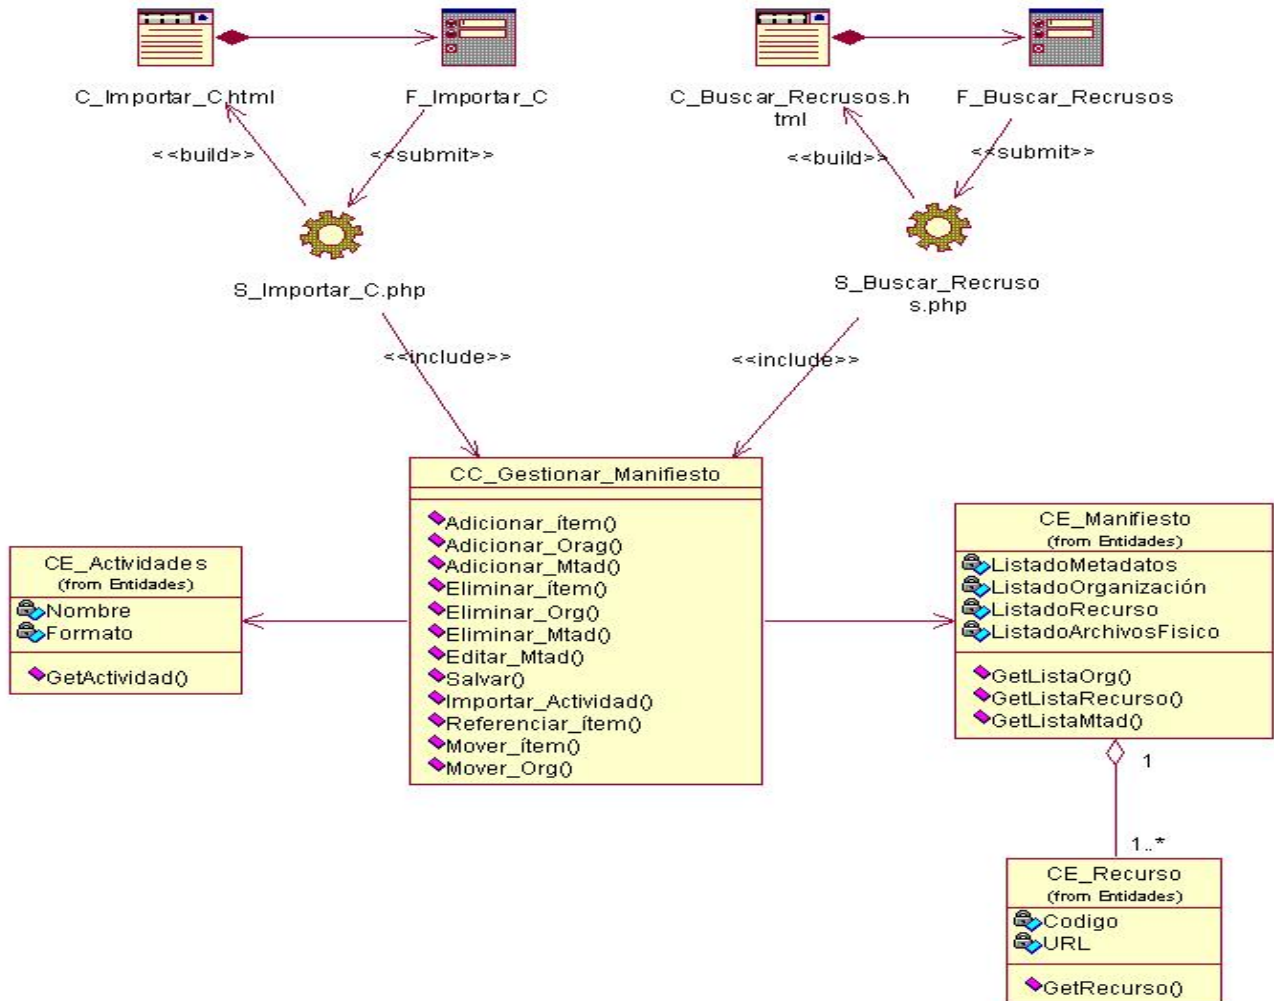 C_Importar_C.html
F_Importar_C
C_Buscar_Recrusos.h
tml
F_Buscar_Recrusos
<<build>>
<<submit>>
<<build>>
<<submit>>
S_Importar_C.php
S_Buscar_Recruso
s.php
<<include>>
<<include>>
CC_Gestionar_Manifiesto
Adicionar_ítem()
Adicionar_Orag()
Adicionar_Mtad()
Eliminar_ítem()
Eliminar_Org()
Eliminar_Mtad()
Editar_Mtad()
Salvar()
Importar_Actividad()
Referenciar_ítem()
Mover_ítem()
Mover_Org()
CE_Actividades
(from Entidades)
Nombre
Formato
GetActividad()
CE_Manifiesto
(from Entidades)
ListadoMetadatos
ListadoOrganización
ListadoRecurso
ListadoArchivosFisico
GetListaOrg()
GetListaRecurso()
GetListaMtad()
1
1..*
CE_Recurso
(from Entidades)
Codigo
URL
GetRecurso()